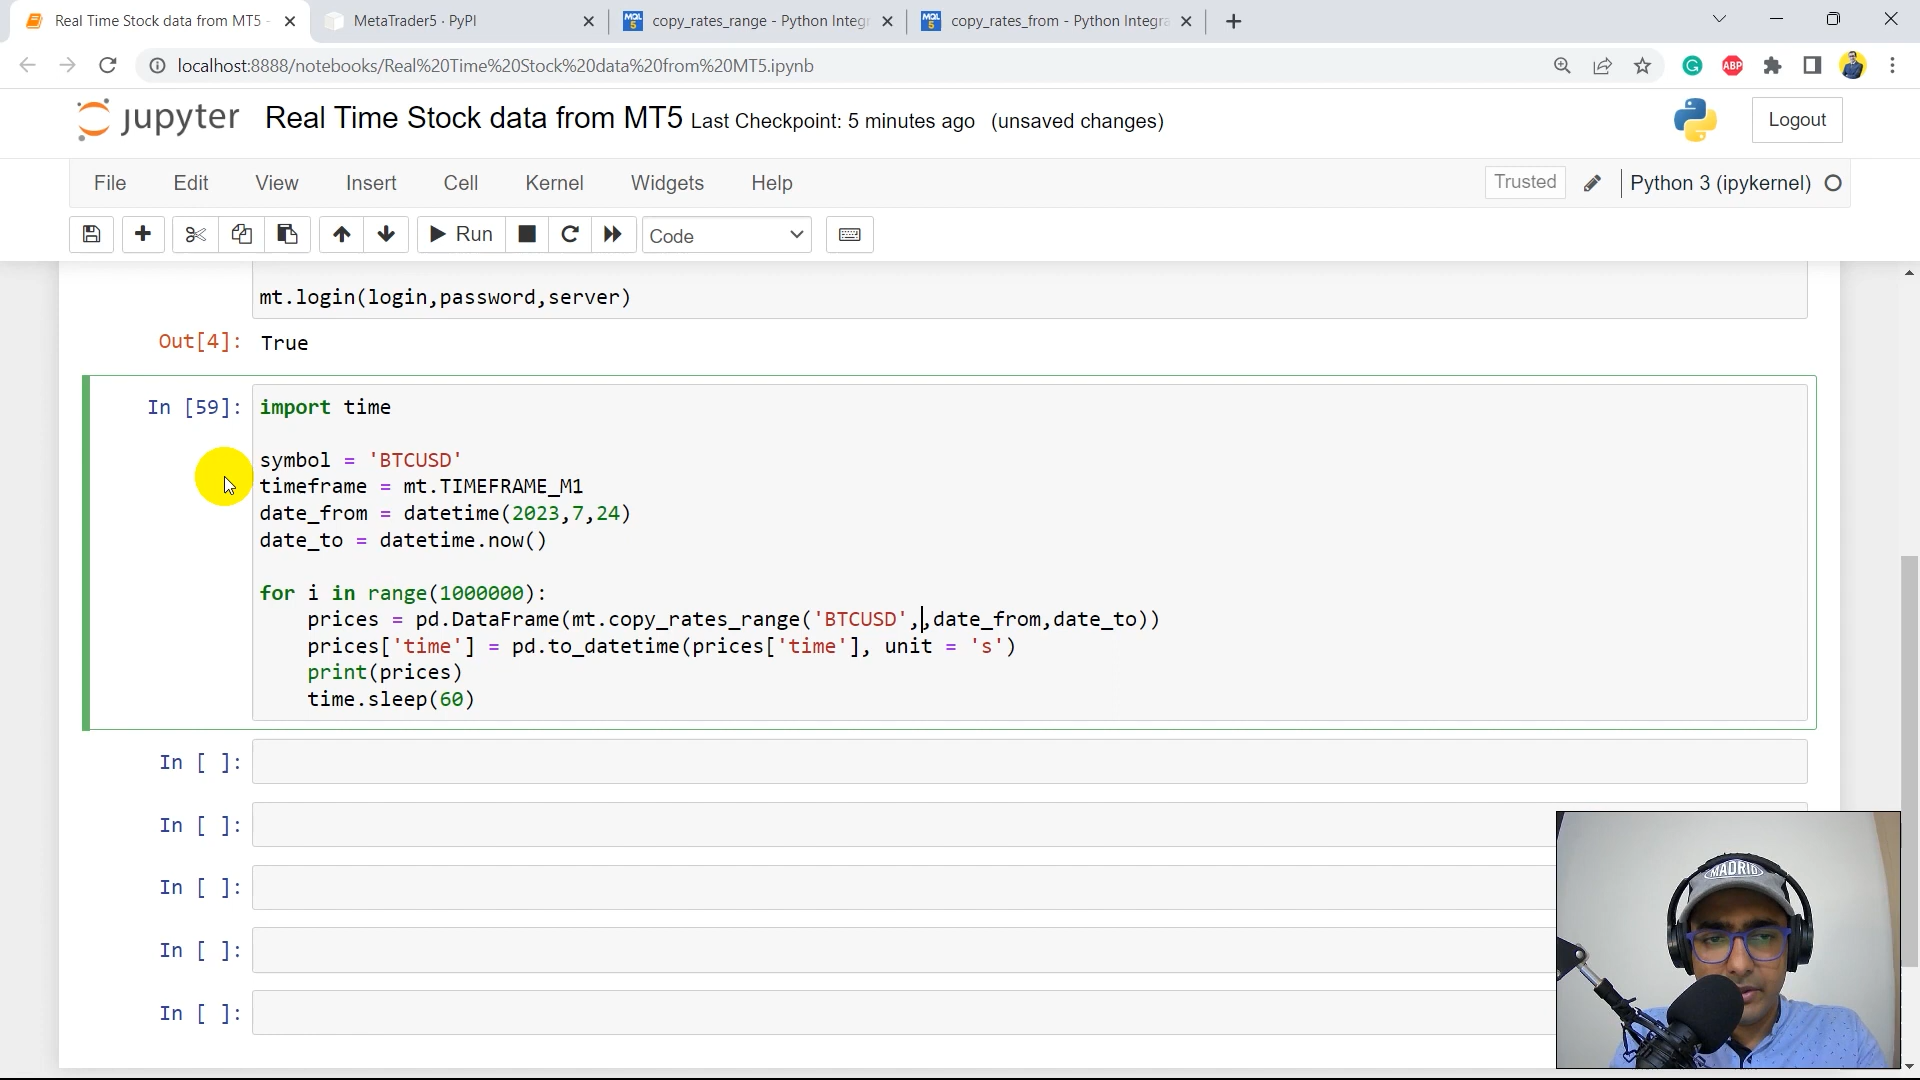 Real Time Stock data from MT5 -
MetaTrader5 · PyPI
copy_rates_range - Python Integr
copy_rates_from - Python Integra
localhost:8888/notebooks/Real%20Time%20Stock%20data%20from%20MT5.ipynb
ABP
jupyter Real Time Stock data from MT5 Last Checkpoint: 5 minutes ago (unsaved changes)
Logout
File Edit View Insert Cell Kernel Widgets Help
Trusted Python 3 (ipykernel)
Run Code
mt.login(login,password,server)
Out[4]: True
In [59]: import time
symbol = 'BTCUSD'
timeframe = mt.TIMEFRAME_M1
date_from = datetime(2023,7,24)
date_to = datetime.now()
for i in range(1000000):
prices = pd.DataFrame(mt.copy_rates_range('BTCUSD',,date_from,date_to))
prices['time'] = pd.to_datetime(prices['time'], unit = 's')
print(prices)
time.sleep(60)
In [ ]:
In [ ]:
In [ ]:
In [ ]:
In [ ]:
MADRID